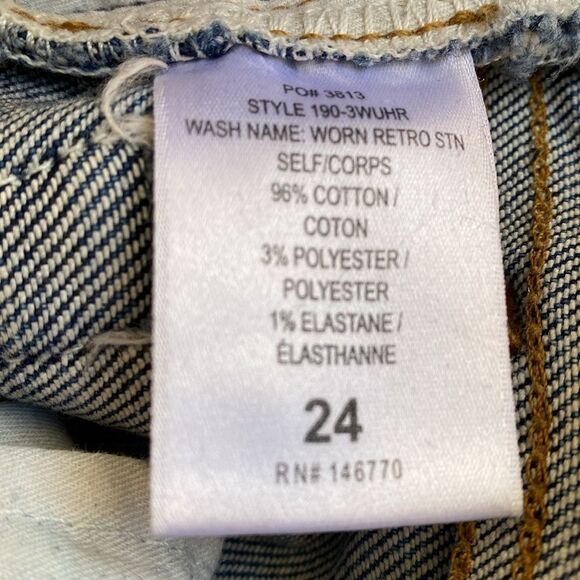 PO# 3813
STYLE 190-3WUHR
WASH NAME: WORN RETRO STN
SELF/CORPS
96% COTTON /
COTON
3% POLYESTER /
POLYESTER
1% ELASTANE /
ÉLASTHANNE
24
RN# 146770